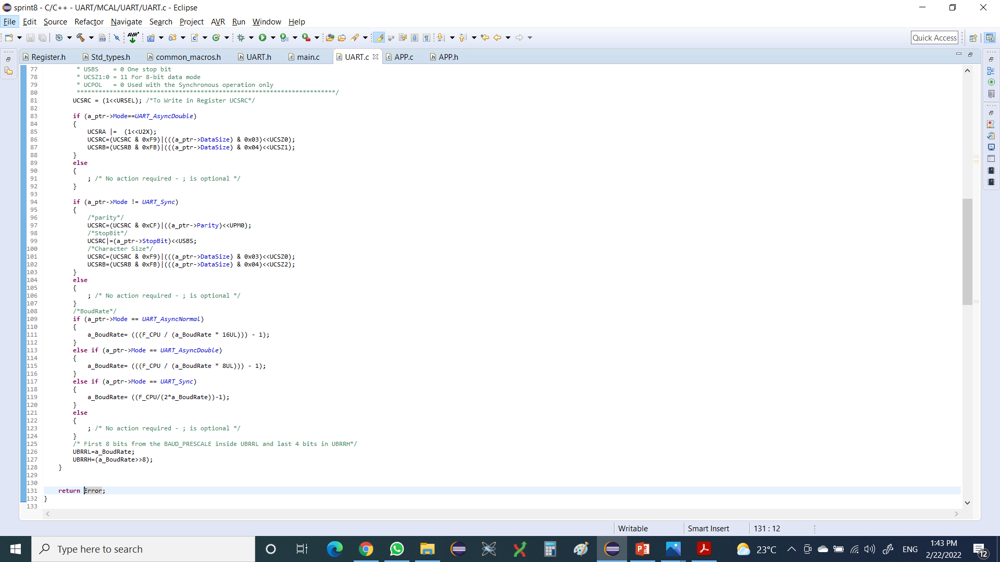 sprint8 - C/C++ - UART/MCAL/UART/UART.c - Eclipse
File Edit Source Refactor Navigate Search Project AVR Run Window Help
Quick Access
Register.h Std_types.h common_macros.h UART.h main.c UART.c APP.c APP.h
77 * USBS = 0 One stop bit
78 * UCSZ1:0 = 11 For 8-bit data mode
79 * UCPOL = 0 Used with the Synchronous operation only
80 ***********************************************************************/
81 UCSRC = (1<<URSEL); /*To Write in Register UCSRC*/
82
83 if (a_ptr->Mode==UART_AsyncDouble)
84 {
85 UCSRA |= (1<<U2X);
86 UCSRC=(UCSRC & 0xF9)|(((a_ptr->DataSize) & 0x03)<<UCSZ0);
87 UCSRB=(UCSRB & 0xFB)|(((a_ptr->DataSize) & 0x04)<<UCSZ1);
88 }
89 else
90 {
91 ; /* No action required - ; is optional */
92 }
93
94 if (a_ptr->Mode != UART_Sync)
95 {
96 /*parity*/
97 UCSRC=(UCSRC & 0xCF)|((a_ptr->Parity)<<UPM0);
98 /*StopBit*/
99 UCSRC|=(a_ptr->StopBit)<<USBS;
100 /*Character Size*/
101 UCSRC=(UCSRC & 0xF9)|(((a_ptr->DataSize) & 0x03)<<UCSZ0);
102 UCSRB=(UCSRB & 0xFB)|(((a_ptr->DataSize) & 0x04)<<UCSZ2);
103 }
104 else
105 {
106 ; /* No action required - ; is optional */
107 }
108 /*BoudRate*/
109 if (a_ptr->Mode == UART_AsyncNormal)
110 {
111 a_BoudRate= (((F_CPU / (a_BoudRate * 16UL))) - 1);
112 }
113 else if (a_ptr->Mode == UART_AsyncDouble)
114 {
115 a_BoudRate= (((F_CPU / (a_BoudRate * 8UL))) - 1);
116 }
117 else if (a_ptr->Mode == UART_Sync)
118 {
119 a_BoudRate= ((F_CPU/(2*a_BoudRate))-1);
120 }
121 else
122 {
123 ; /* No action required - ; is optional */
124 }
125 /* First 8 bits from the BAUD_PRESCALE inside UBRRL and last 4 bits in UBRRH*/
126 UBRRL=a_BoudRate;
127 UBRRH=(a_BoudRate>>8);
128 }
129
130
131 return Error;
132 }
133
Writable Smart Insert 131 : 12
Type here to search
23°C ENG 1:43 PM
2/22/2022
12